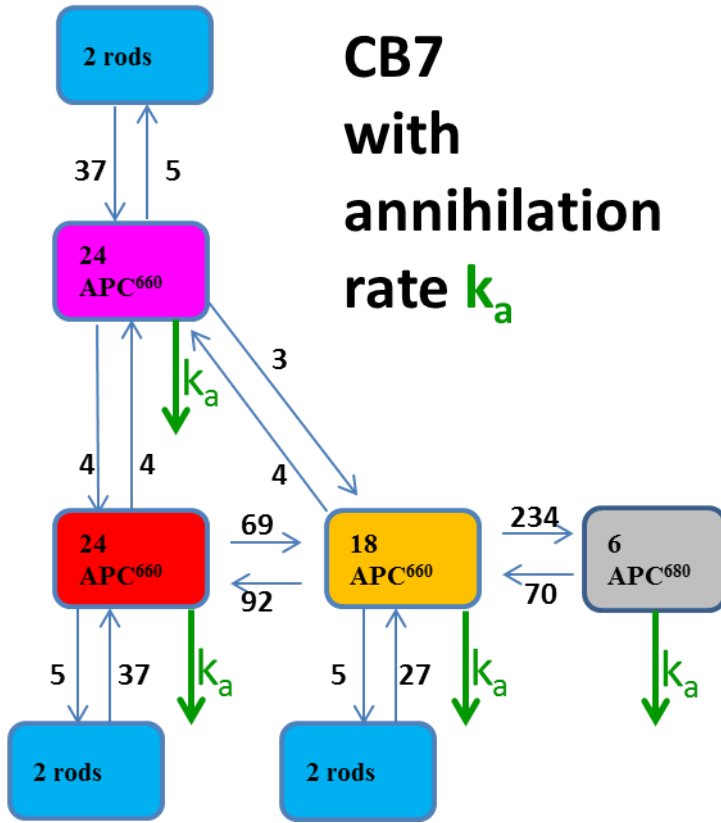 2 rods
CB7
with
annihilation
rate kₐ
37 5
24
APC⁶⁶⁰
kₐ
3
4
4 4
24
APC⁶⁶⁰
69
92
18
APC⁶⁶⁰
234
70
6
APC⁶⁸⁰
5 37
kₐ
5 27
kₐ
kₐ
2 rods
2 rods